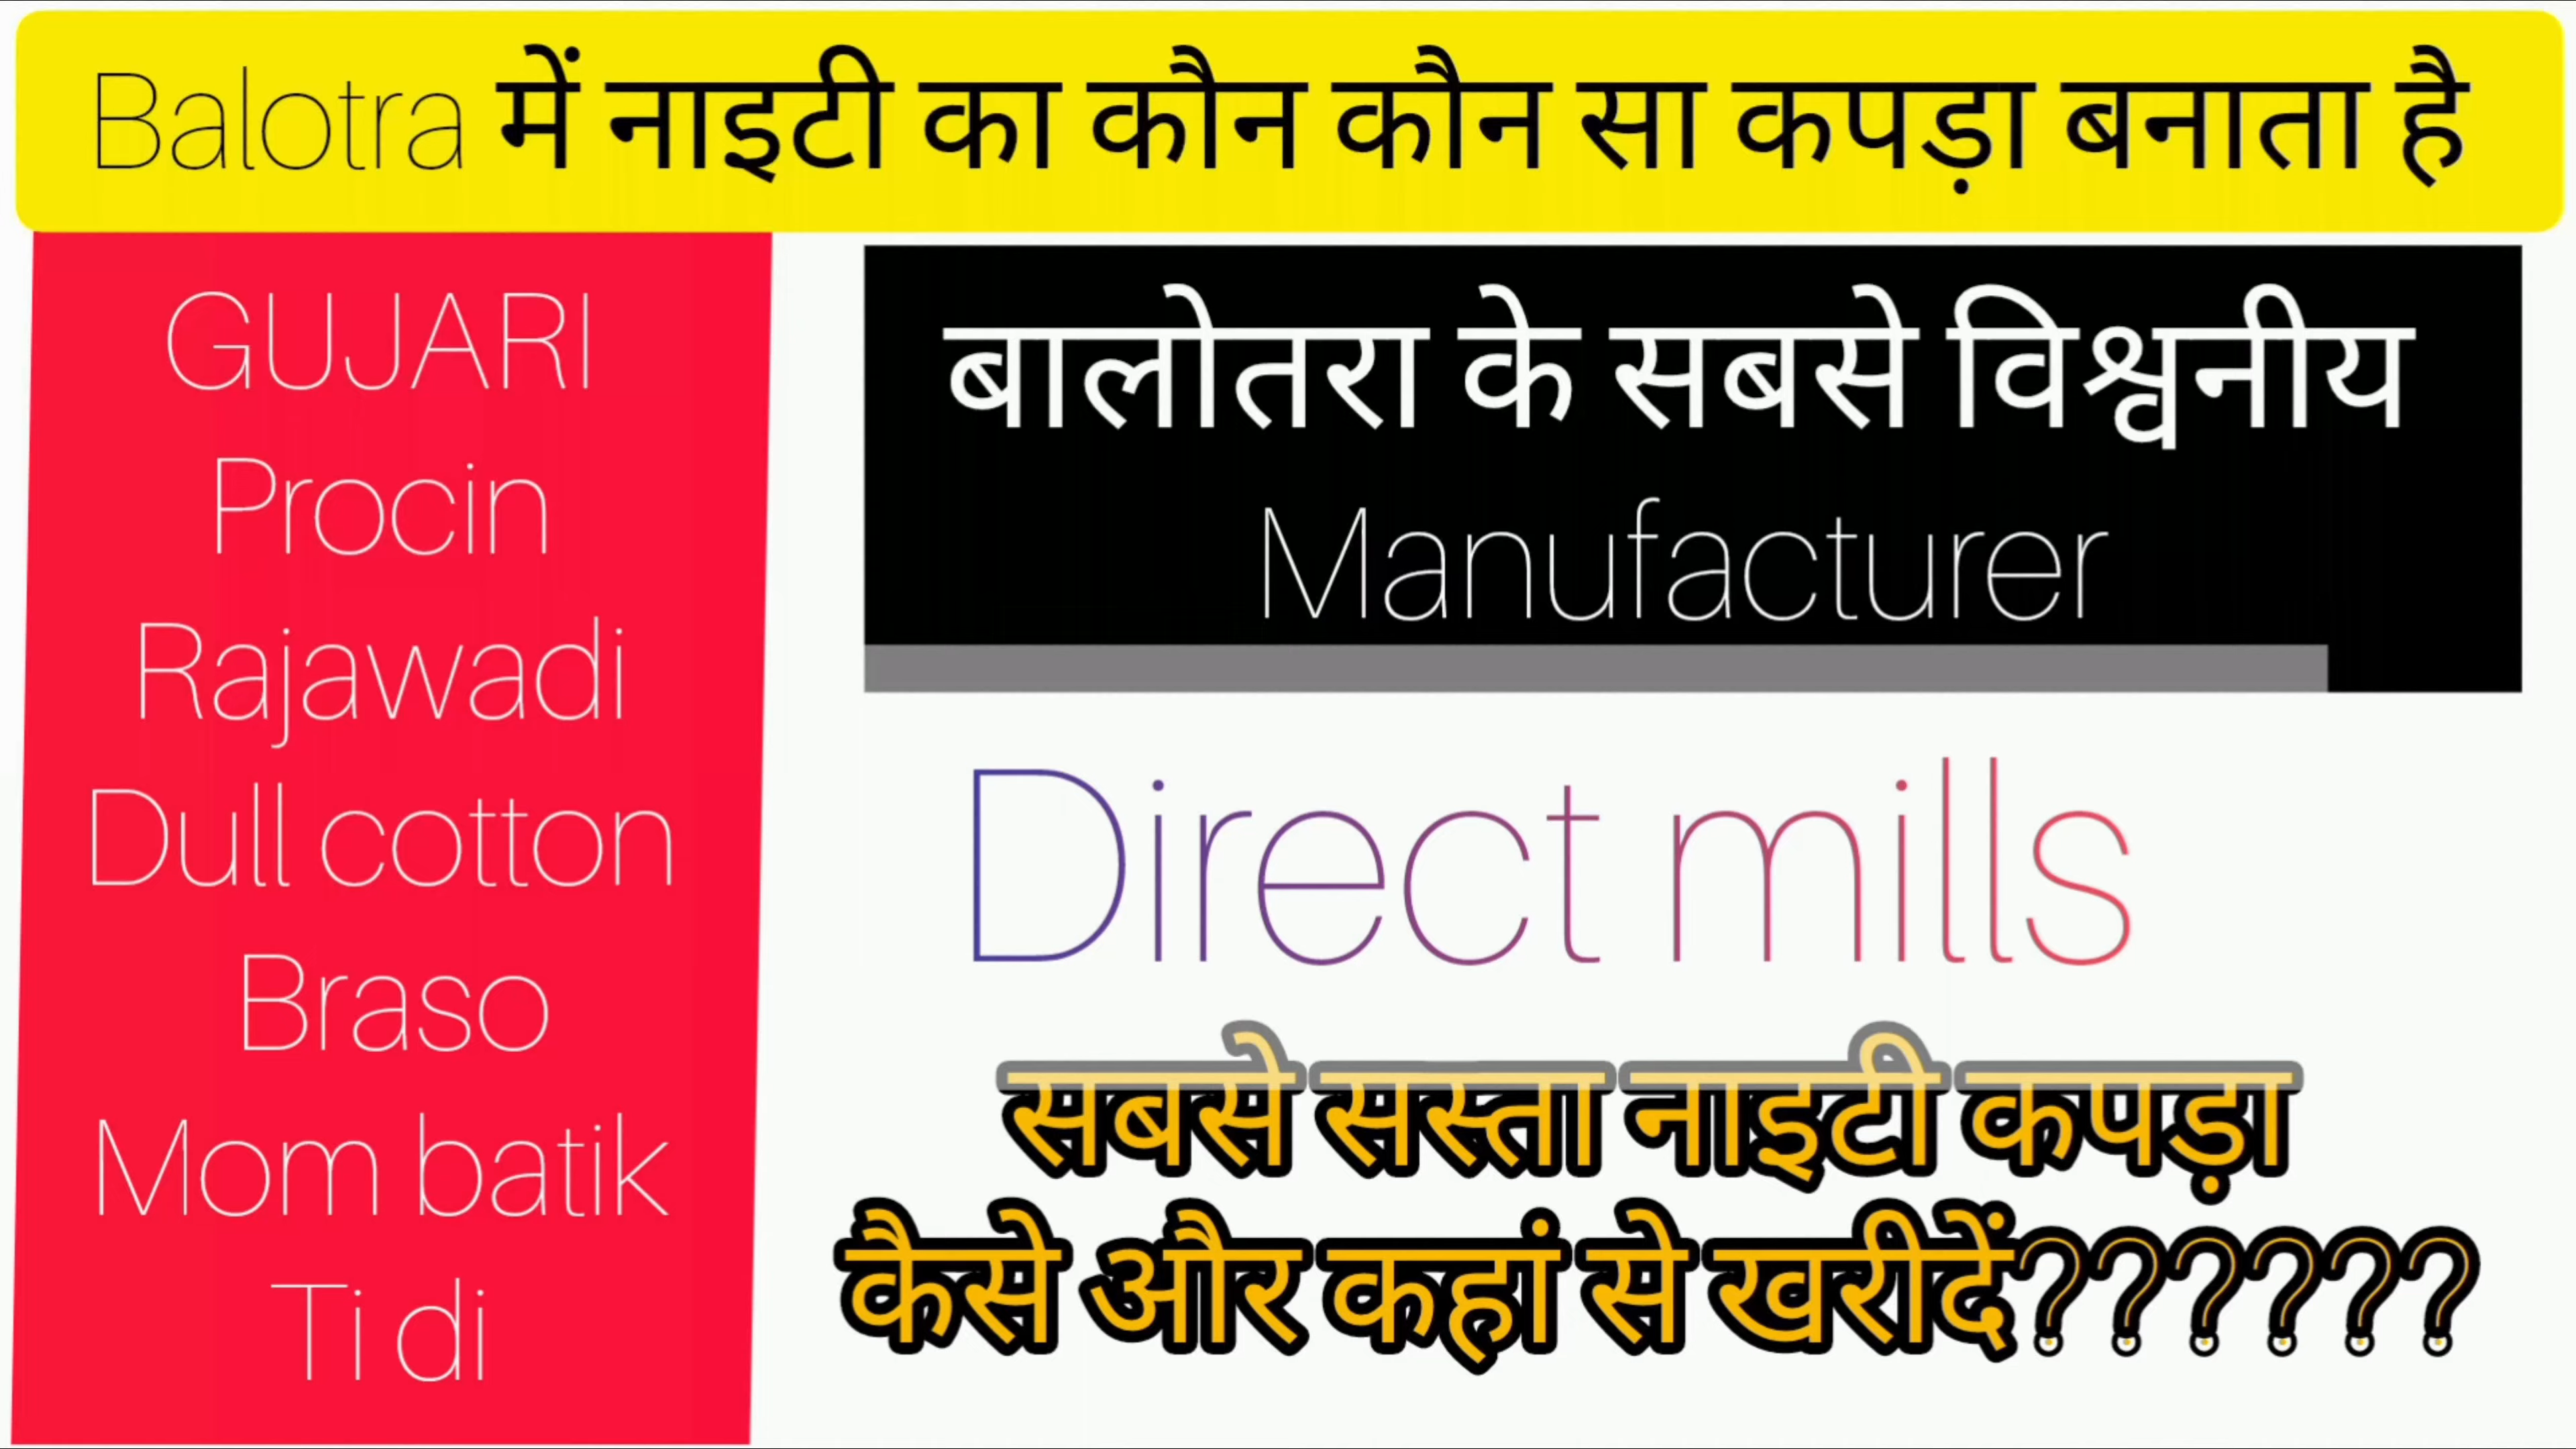 Balotra में नाइटी का कौन कौन सा कपड़ा बनाता है
GUJARI
Procin
Rajawadi
Dull cotton
Braso
Mom batik
Ti di
बालोतरा के सबसे विश्वनीय
Manufacturer
Direct mills
सबसे सस्ता नाइटी कपड़ा
कैसे और कहां से खरीदें??????